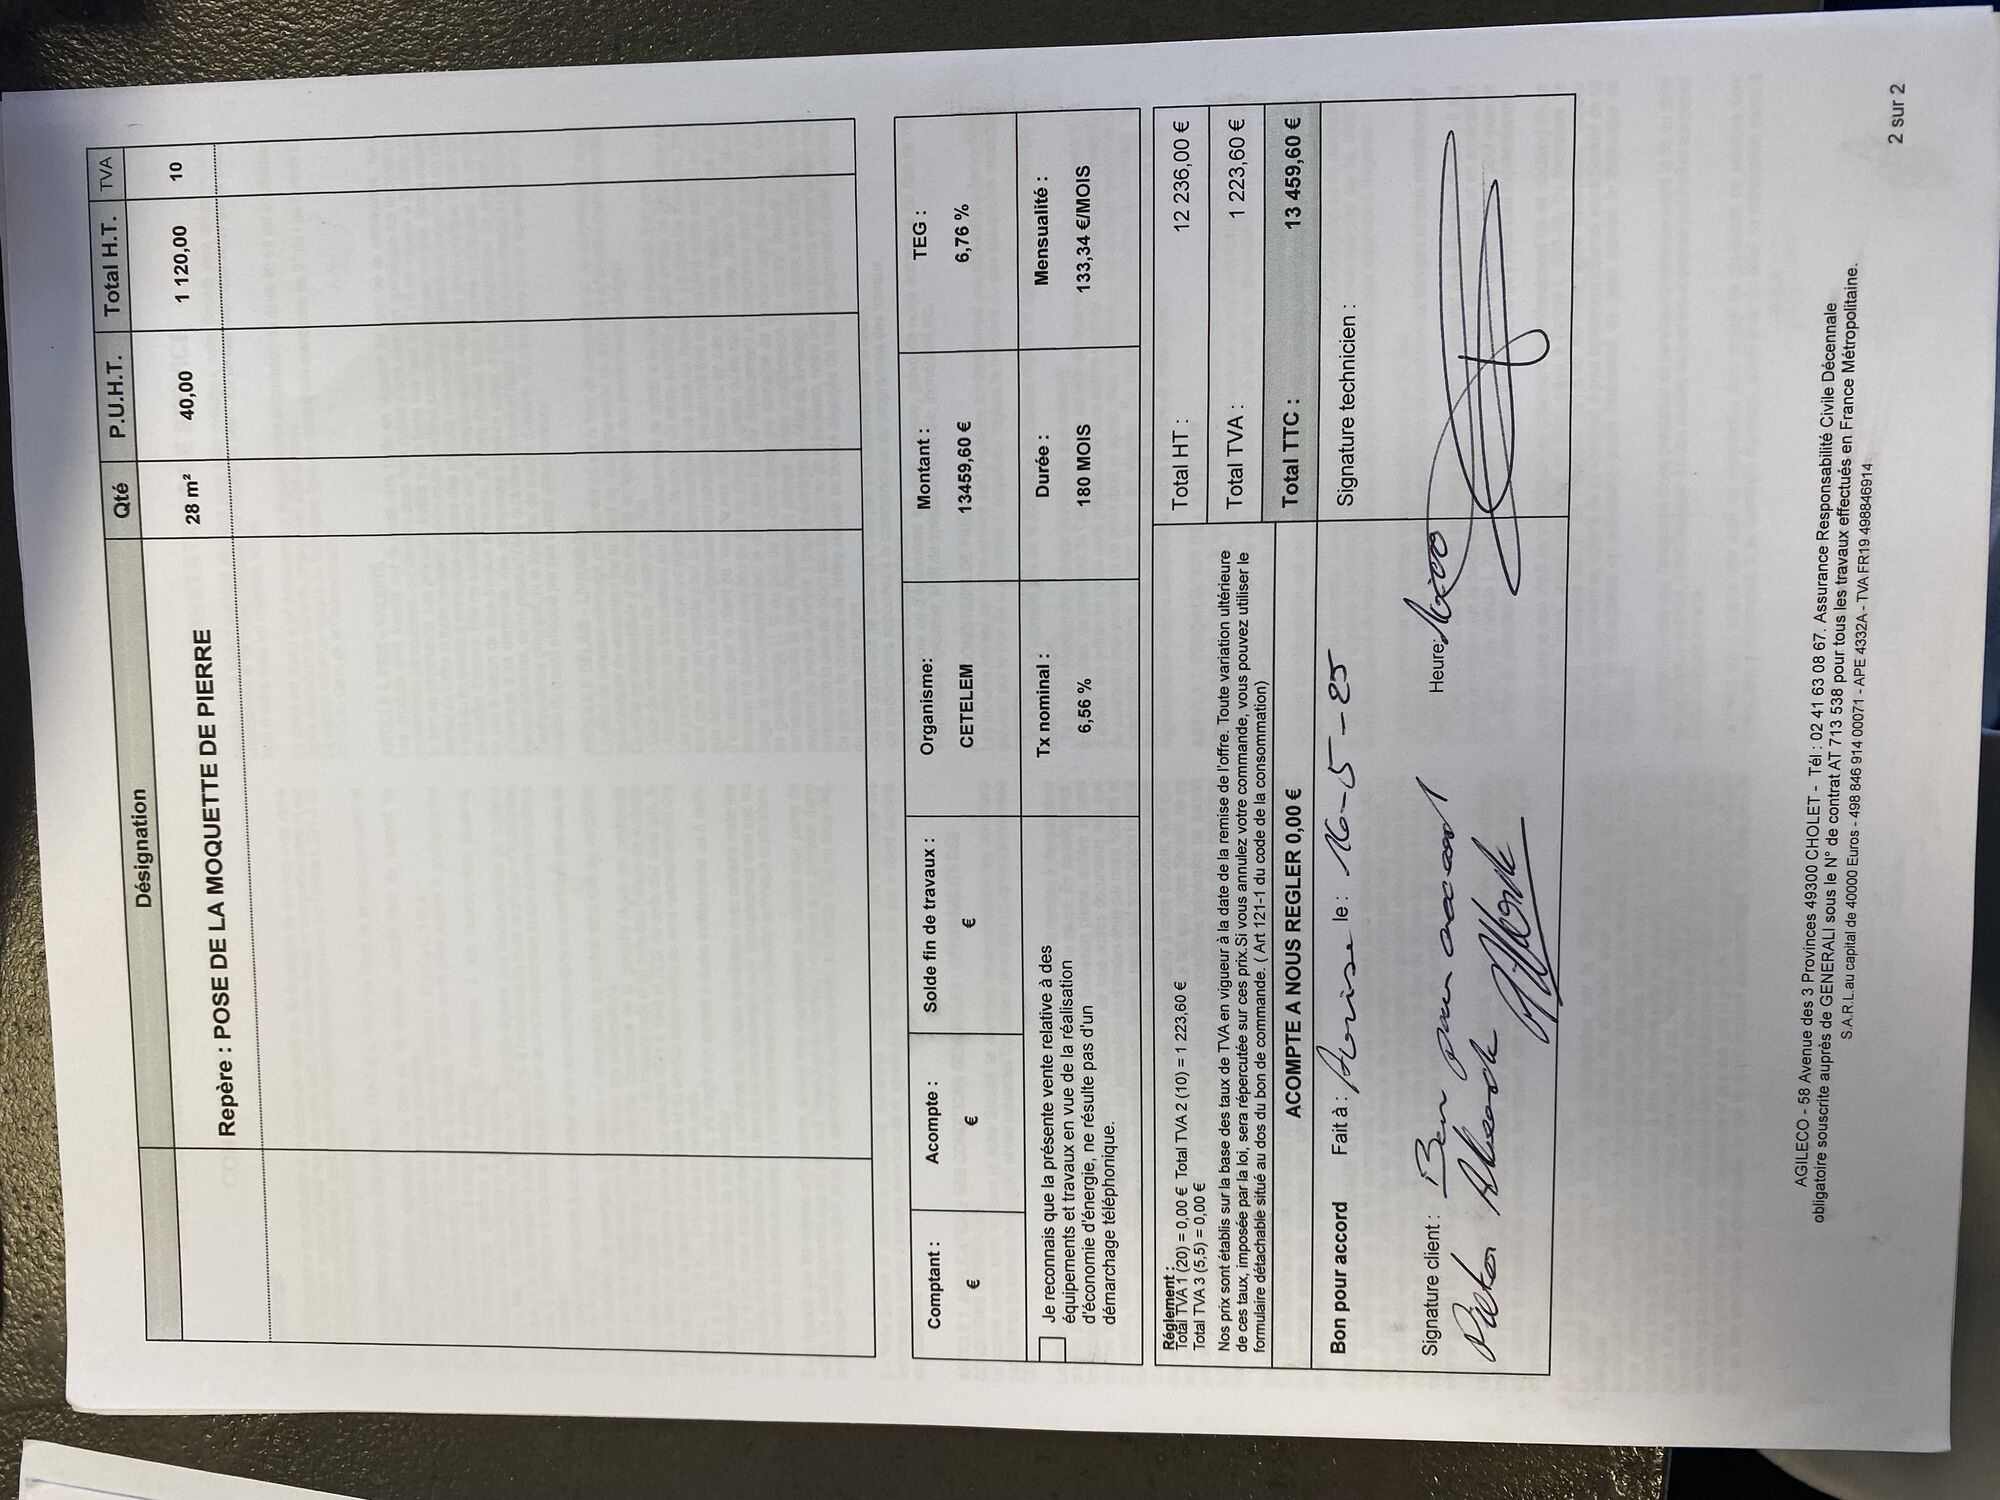 Désignation Qté P.U.H.T. Total H.T. TVA
28 m² 40,00 1 120,00 10
Repère : POSE DE LA MOQUETTE DE PIERRE
Comptant : Acompte : Solde fin de travaux : Organisme: Montant : TEG :
€ € € CETELEM 13459,60 € 6,76 %
Je reconnais que la présente vente relative à des
équipements et travaux en vue de la réalisation
d'économie d'énergie, ne résulte pas d'un
démarchage téléphonique.
Tx nominal : Durée : Mensualité :
6,56 % 180 MOIS 133,34 €/MOIS
Réglement :
Total TVA 1 (20) = 0,00 € Total TVA 2 (10) = 1 223,60 €
Total TVA 3 (5,5) = 0,00 €
Nos prix sont établis sur la base des taux de TVA en vigueur à la date de la remise de l'offre. Toute variation ultérieure
de ces taux, imposée par la loi, sera répercutée sur ces prix.Si vous annulez votre commande, vous pouvez utiliser le
formulaire détachable situé au dos du bon de commande. ( Art 121-1 du code de la consommation)
Total HT : 12 236,00 €
Total TVA : 1 223,60 €
ACOMPTE A NOUS REGLER 0,00 € Total TTC : 13 459,60 €
Bon pour accord Fait à : le : 16-5-25
Signature technicien :
Signature client : Bon pour accord Heure:
AGILECO - 58 Avenue des 3 Provinces 49300 CHOLET - Tél : 02 41 63 08 67. Assurance Responsabilité Civile Décennale
obligatoire souscrite auprès de GENERALI sous le N° de contrat AT 713 538 pour tous les travaux effectués en France Métropolitaine.
S.A.R.L.au capital de 40000 Euros - 498 846 914 00071 - APE 4332A - TVA FR19 498846914
2 sur 2